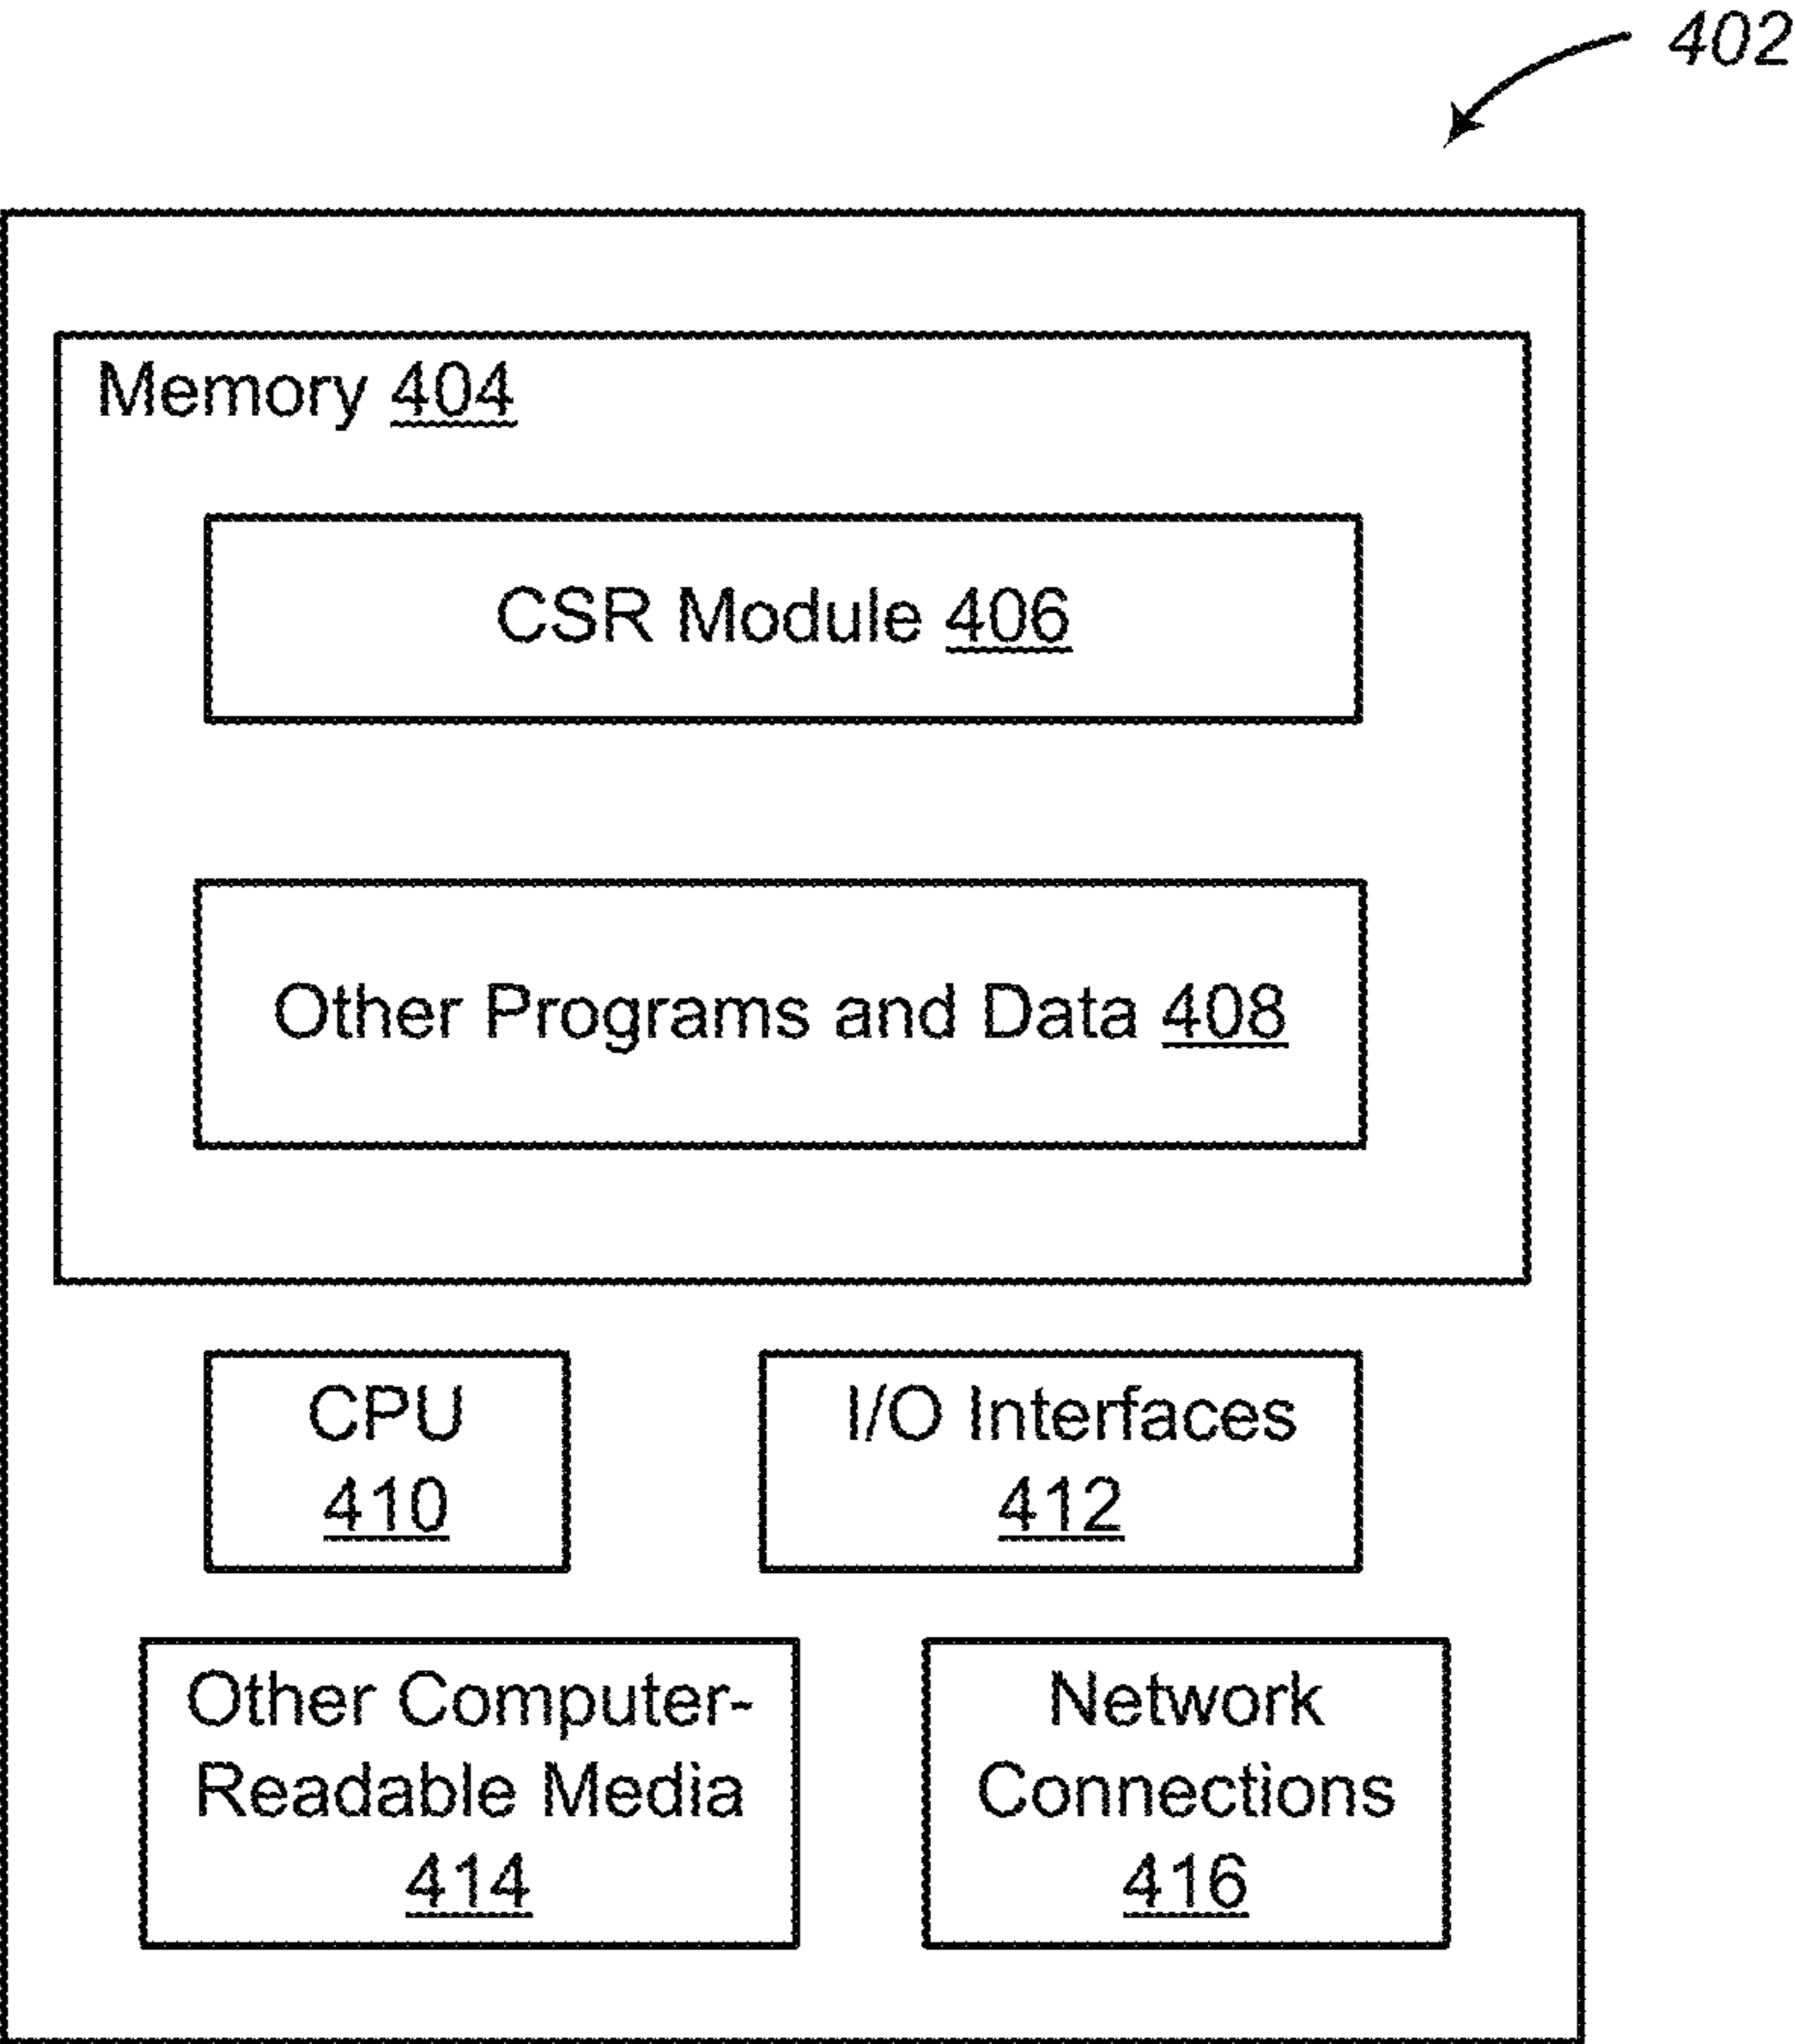 402
Memory 404
CSR Module 406
Other Programs and Data 408
CPU
410
I/O Interfaces
412
Other Computer-
Readable Media
414
Network
Connections
416